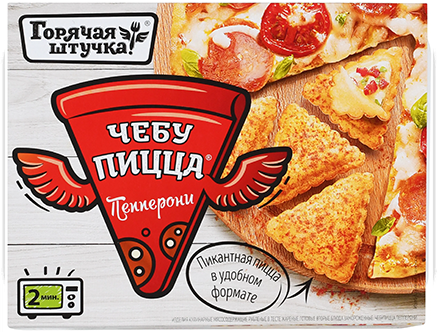 Горячая
штучка!
ЧЕБУ
ПИЦЦА®
Пепперони
Пикантная пицца
в удобном
формате
2 мин.